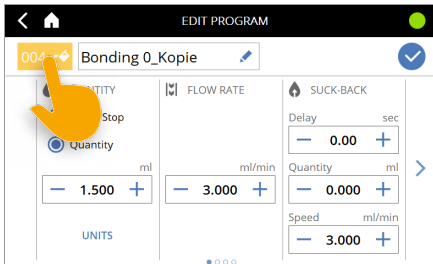 EDIT PROGRAM
004
Bonding 0_Kopie
QUANTITY
FLOW RATE
SUCK-BACK
Stop
Delay sec
0.00
Quantity
ml
1.500
ml/min
3.000
Quantity ml
0.000
UNITS
Speed ml/min
3.000